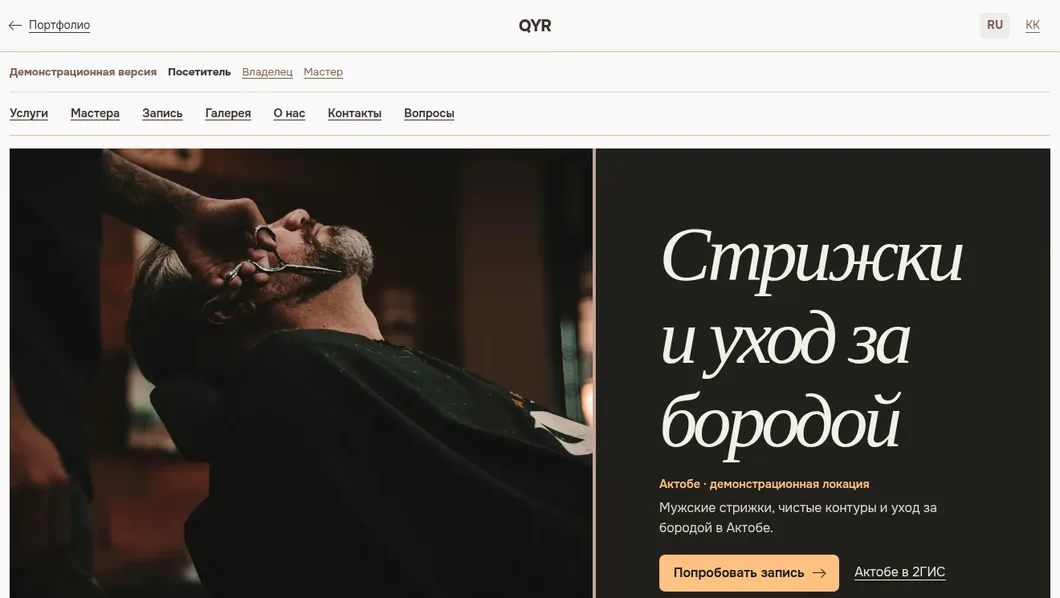 Портфолио
QYR
RU
KK
Демонстрационная версия Посетитель Владелец Мастер
Услуги Мастера Запись Галерея О нас Контакты Вопросы
Стрижки
и уход за
бородой
Актобе · демонстрационная локация
Мужские стрижки, чистые контуры и уход за
бородой в Актобе.
Попробовать запись →
Актобе в 2ГИС